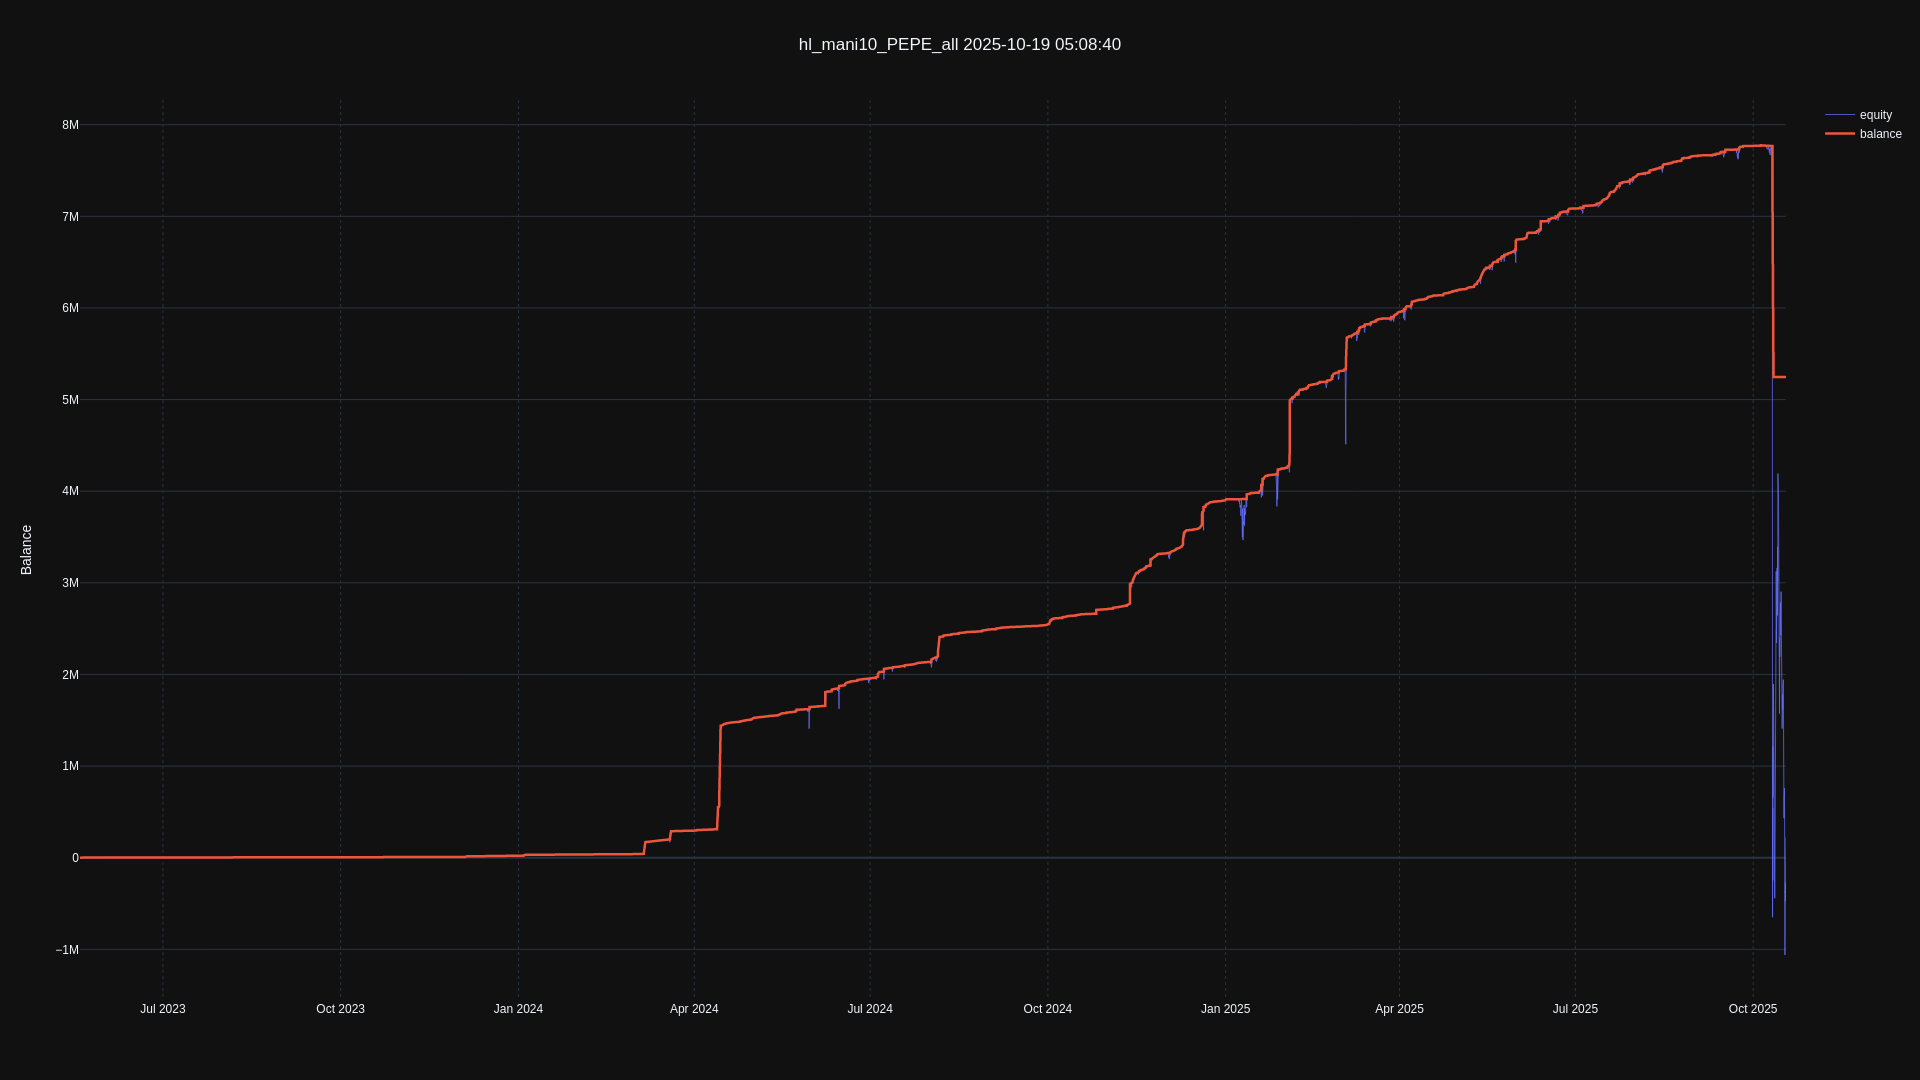 hl_mani10_PEPE_all 2025-10-19 05:08:40
equity
balance
Balance
8M
7M
6M
5M
4M
3M
2M
1M
0
−1M
Jul 2023
Oct 2023
Jan 2024
Apr 2024
Jul 2024
Oct 2024
Jan 2025
Apr 2025
Jul 2025
Oct 2025